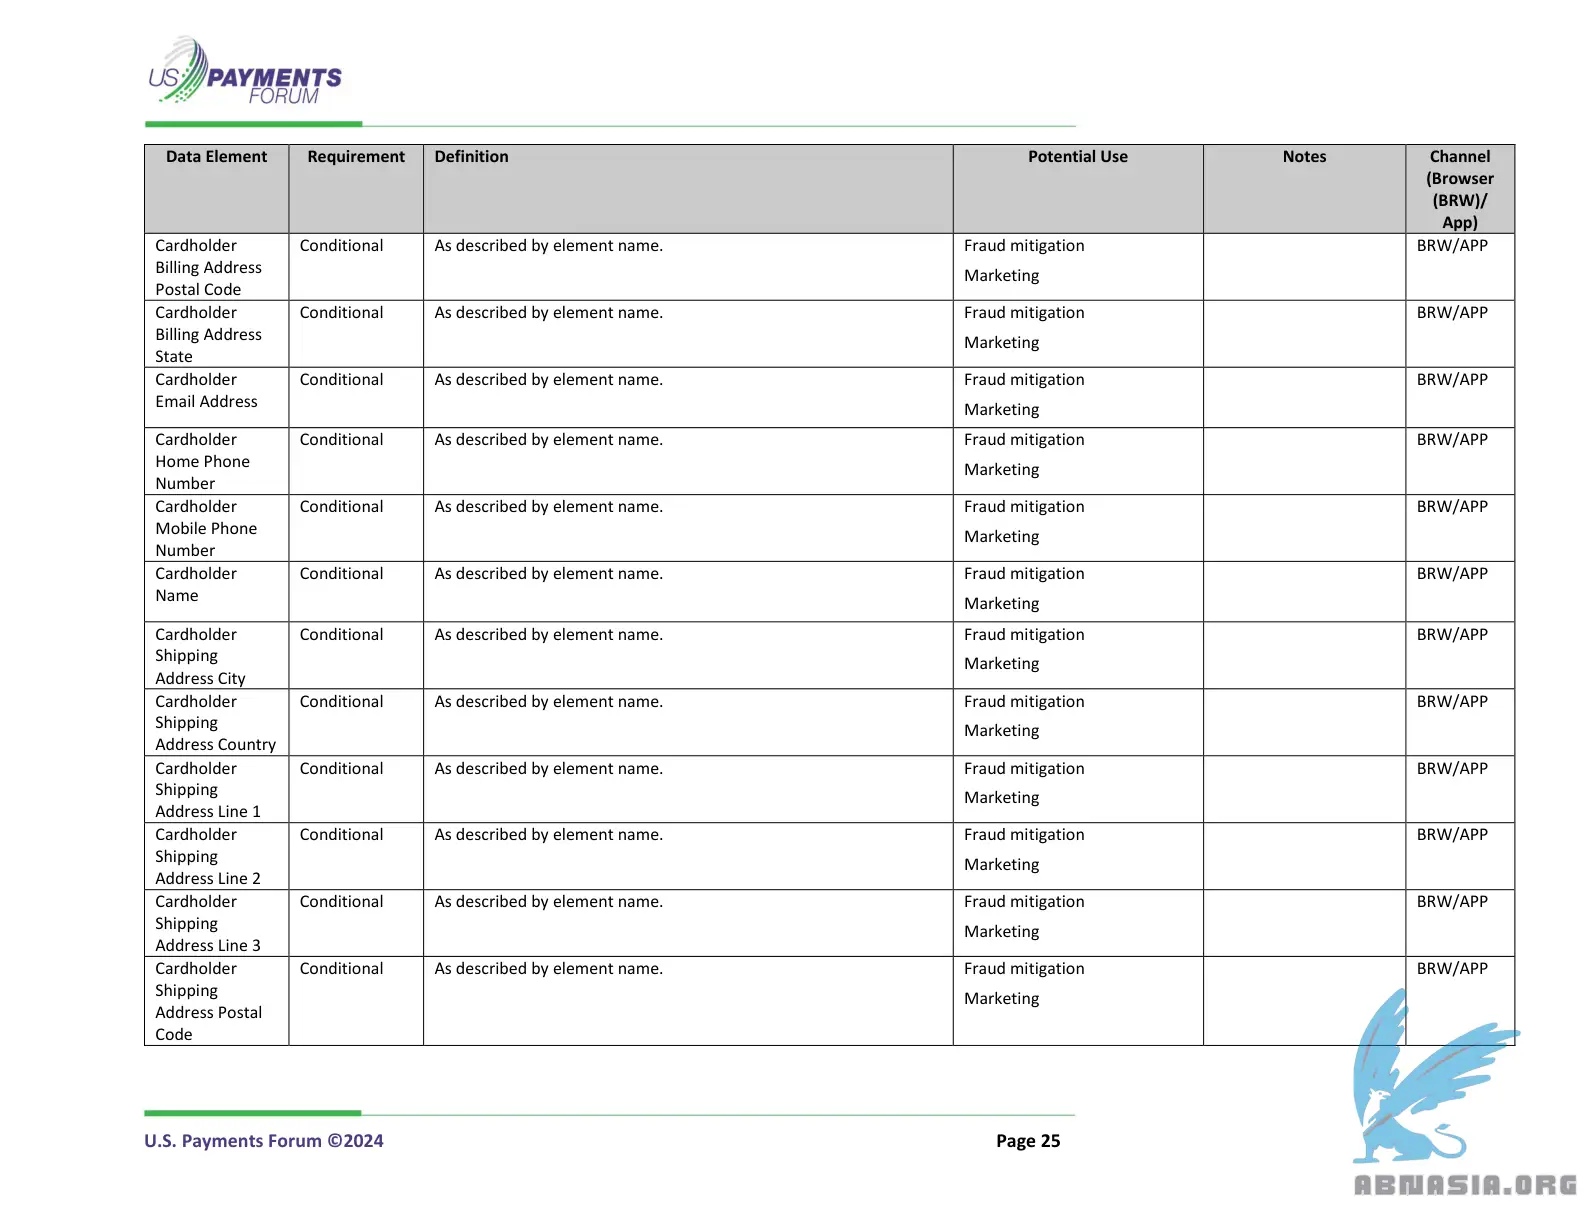 US PAYMENTS
FORUM
Data Element Requirement Definition Potential Use Notes Channel
(Browser
(BRW)/
App)
Cardholder Conditional As described by element name. Fraud mitigation BRW/APP
Billing Address Marketing
Postal Code
Cardholder Conditional As described by element name. Fraud mitigation BRW/APP
Billing Address Marketing
State
Cardholder Conditional As described by element name. Fraud mitigation BRW/APP
Email Address Marketing
Cardholder Conditional As described by element name. Fraud mitigation BRW/APP
Home Phone Marketing
Number
Cardholder Conditional As described by element name. Fraud mitigation BRW/APP
Mobile Phone Marketing
Number
Cardholder Conditional As described by element name. Fraud mitigation BRW/APP
Name Marketing
Cardholder Conditional As described by element name. Fraud mitigation BRW/APP
Shipping Marketing
Address City
Cardholder Conditional As described by element name. Fraud mitigation BRW/APP
Shipping Marketing
Address Country
Cardholder Conditional As described by element name. Fraud mitigation BRW/APP
Shipping Marketing
Address Line 1
Cardholder Conditional As described by element name. Fraud mitigation BRW/APP
Shipping Marketing
Address Line 2
Cardholder Conditional As described by element name. Fraud mitigation BRW/APP
Shipping Marketing
Address Line 3
Cardholder Conditional As described by element name. Fraud mitigation BRW/APP
Shipping Marketing
Address Postal
Code
U.S. Payments Forum ©2024 Page 25
ABNASIA.ORG